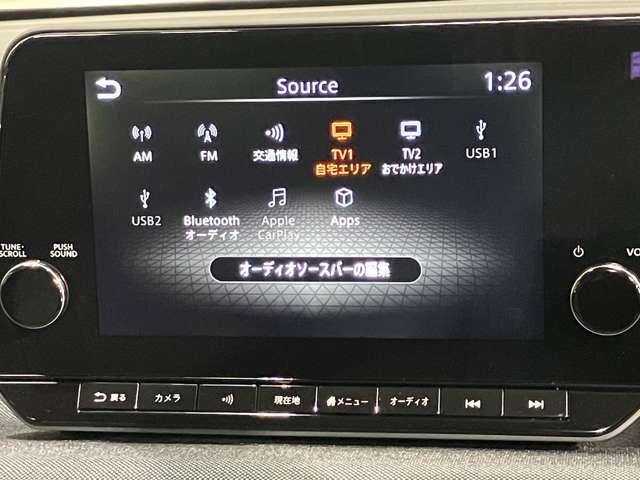 Source 1:26
AM FM 交通情報 TV1 TV2 USB1
自宅エリア おでかけエリア
USB2 Bluetooth Apple Apps
オーディオ CarPlay
オーディオソースバーの編集
TUNE・ PUSH
SCROLL SOUND
VO
戻る カメラ 現在地 メニュー オーディオ